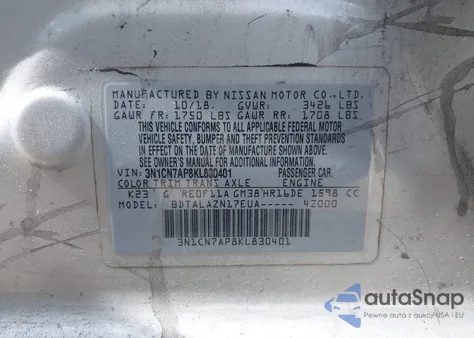 MANUFACTURED BY NISSAN MOTOR CO.,LTD.
DATE: 10/18. GVWR: 3426 LBS
GAWR FR: 1750 LBS GAWR RR: 1708 LBS
THIS VEHICLE CONFORMS TO ALL APPLICABLE FEDERAL MOTOR
VEHICLE SAFETY, BUMPER AND THEFT PREVENTION STANDARDS
IN EFFECT ON THE DATE OF MANUFACTURE SHOWN ABOVE.
SEE OWNER'S MANUAL FOR ADDITIONAL INFORMATION.
VIN: 3N1CN7AP8KL830401 PASSENGER CAR.
COLOR TRIM TRANS AXLE ENGINE
K23 G RE0F11A GM38 HR16DE 1598 CC
MODEL: BDTALAZN17EUA----- 42000
3N1CN7AP8KL830401
autoSnap
Pewne auta z aukcji USA i EU